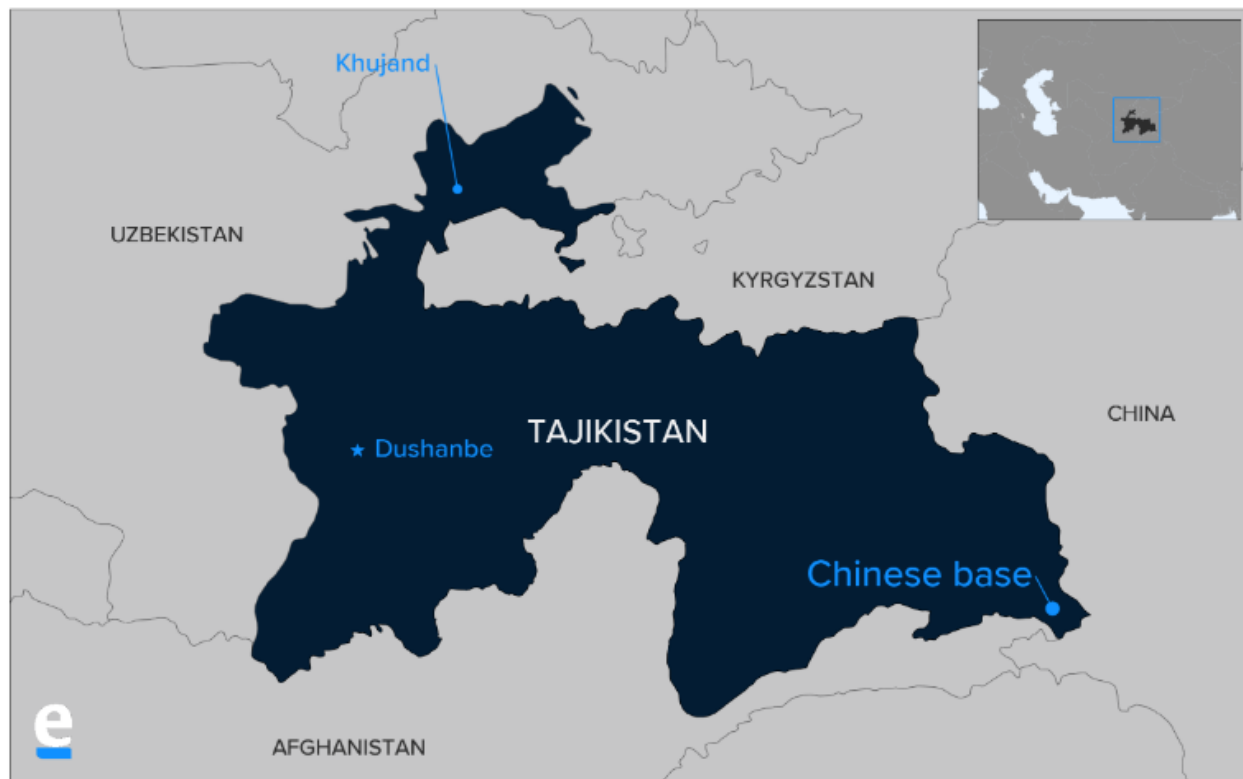 Khujand
UZBEKISTAN
KYRGYZSTAN
CHINA
TAJIKISTAN
Dushanbe
Chinese base
e
AFGHANISTAN